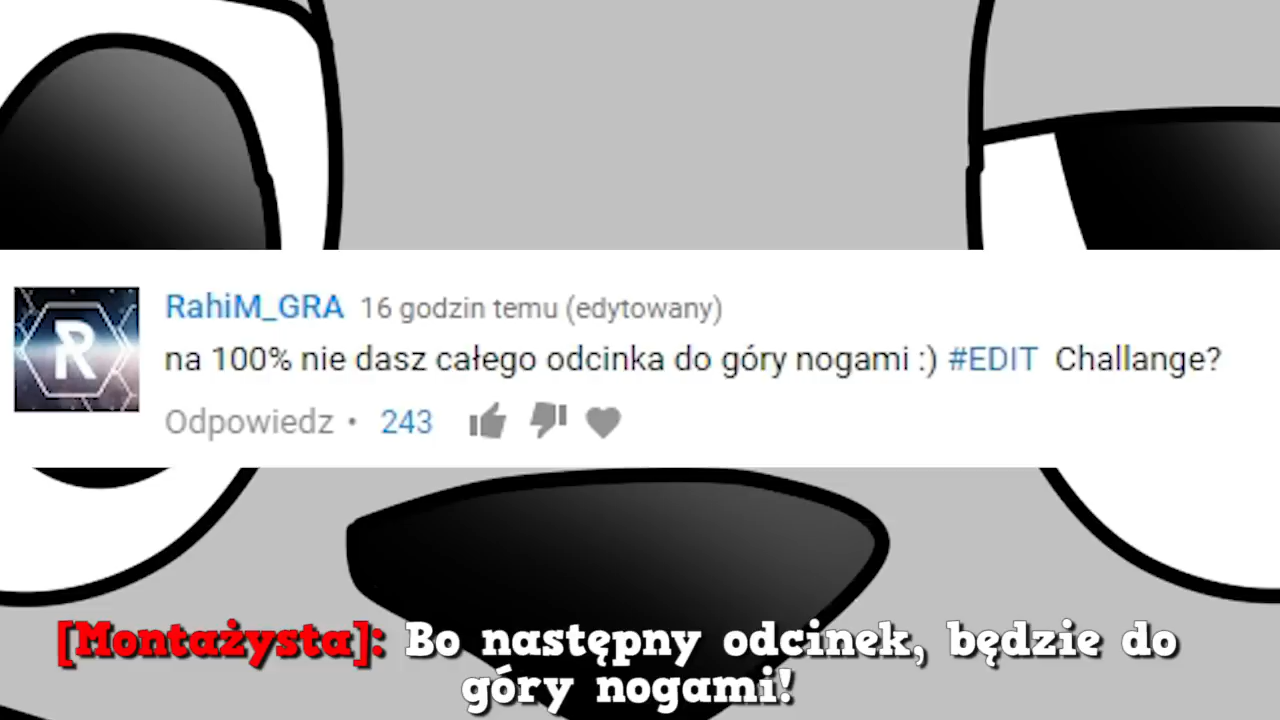 RahiM_GRA 16 godzin temu (edytowany)
na 100% nie dasz całego odcinka do góry nogami :) #EDIT Challange?
Odpowiedz • 243
[Montażysta]: Bo następny odcinek, będzie do
góry nogami!